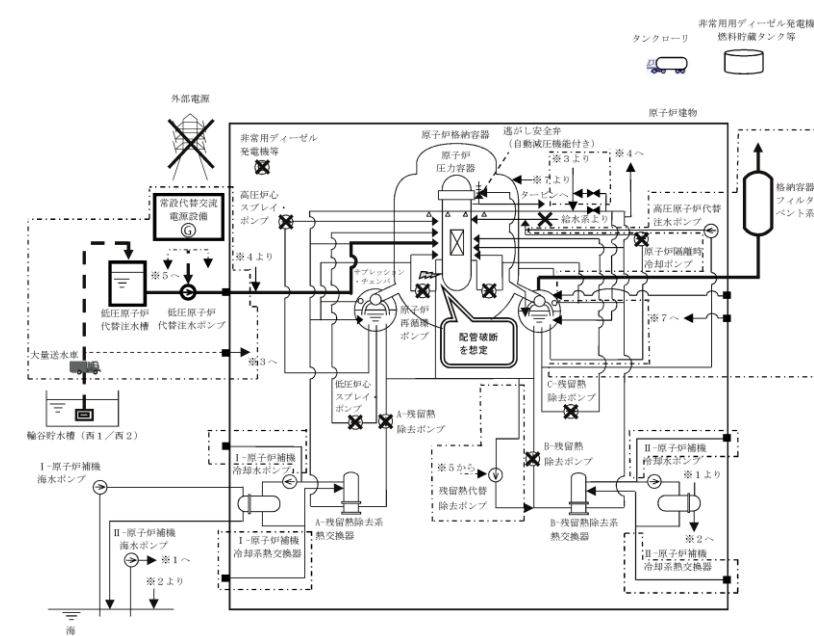 非常用用ディーゼル発電機
燃料貯蔵タンク等
タンクローリ
外部電源
原子炉建物
非常用ディーゼル
発電機等
原子炉格納容器
逃がし安全弁
(自動減圧機能付き)
原子炉
圧力容器
※3より
※4へ
※7より
タービンへ
給水系より
高圧炉心
スプレイ・
ポンプ
高圧原子炉代替
注水ポンプ
格納容器
フィルタ
ベント系
常設代替交流
電源設備
G
原子炉隔離時
冷却ポンプ
※5へ
※4より
サプレッション
・チェンバ
低圧原子炉
代替注水槽
低圧原子炉
代替注水ポンプ
原子炉
再循環
ポンプ
配管破断
を想定
※7へ
大量送水車
※3へ
低圧炉心
スプレイ・
ポンプ
A-残留熱
除去ポンプ
C-残留熱
除去ポンプ
輪谷貯水槽(西1/西2)
B-残留熱
除去ポンプ
Ⅰ-原子炉補機
海水ポンプ
Ⅰ-原子炉補機
冷却水ポンプ
※5から
残留熱代替
除去ポンプ
Ⅱ-原子炉補機
冷却水ポンプ
※1より
A-残留熱除去系
熱交換器
B-残留熱除去系
熱交換器
Ⅱ-原子炉補機
海水ポンプ
※1へ
※2より
Ⅰ-原子炉補機
冷却系熱交換器
※2へ
Ⅱ-原子炉補機
冷却系熱交換器
海